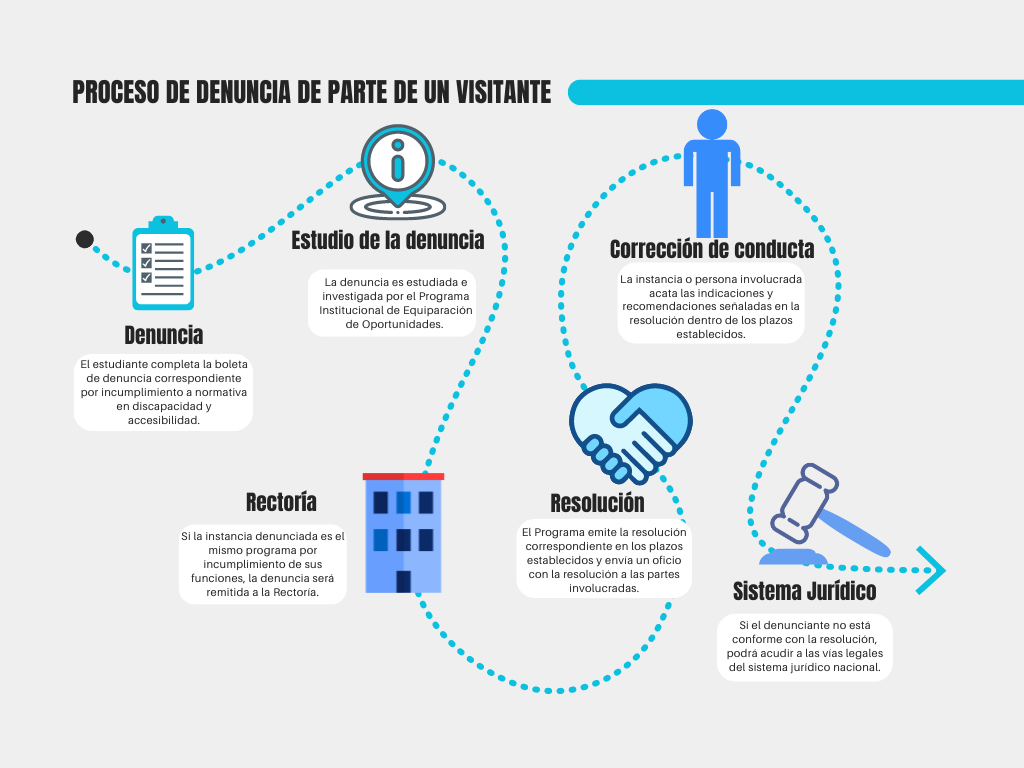 PROCESO DE DENUNCIA DE PARTE DE UN VISITANTE
Denuncia
El estudiante completa la boleta
de denuncia correspondiente
por incumplimiento a normativa
en discapacidad y
accesibilidad.
Estudio de la denuncia
La denuncia es estudiada e
investigada por el Programa
Institucional de Equiparación
de Oportunidades.
Rectoría
Si la instancia denunciada es el
mismo programa por
incumplimiento de sus
funciones, la denuncia será
remitida a la Rectoría.
Resolución
El Programa emite la resolución
correspondiente en los plazos
establecidos y envía un oficio
con la resolución a las partes
involucradas.
Corrección de conducta
La instancia o persona involucrada
acata las indicaciones y
recomendaciones señaladas en la
resolución dentro de los plazos
establecidos.
Sistema Jurídico
Si el denunciante no está
conforme con la resolución,
podrá acudir a las vías legales
del sistema jurídico nacional.